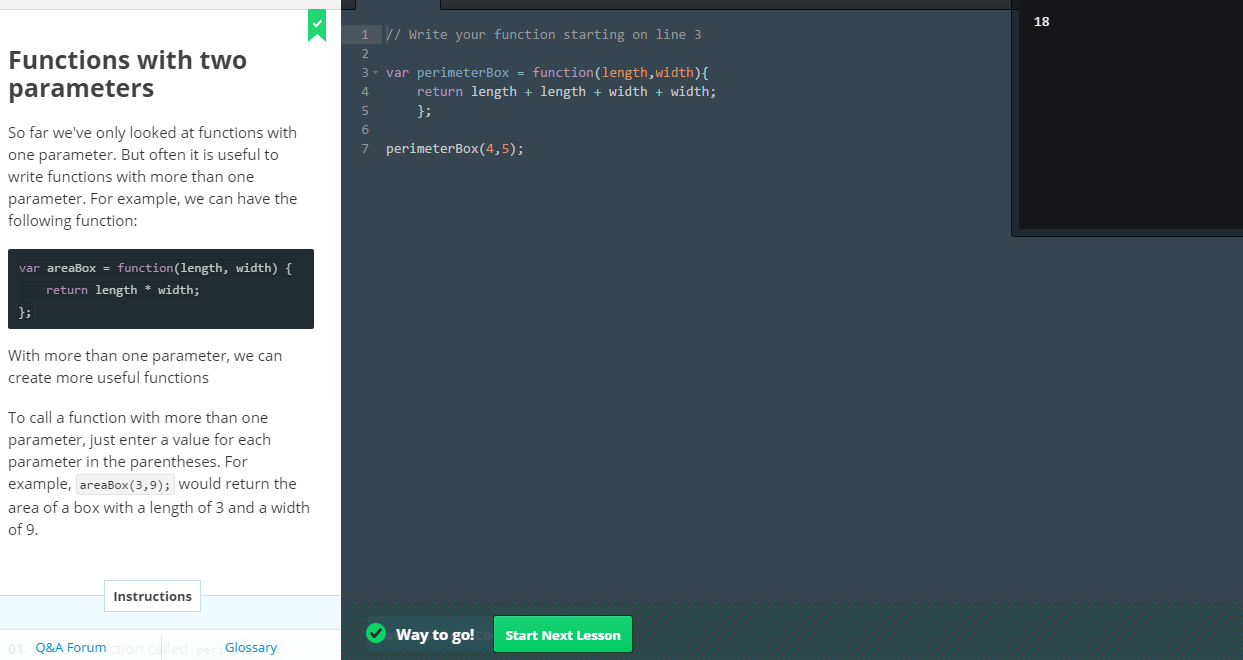 Functions with two
parameters
So far we've only looked at functions with
one parameter. But often it is useful to
write functions with more than one
parameter. For example, we can have the
following function:
var areaBox = function(length, width) {
    return length * width;
};
With more than one parameter, we can
create more useful functions
To call a function with more than one
parameter, just enter a value for each
parameter in the parentheses. For
example, areaBox(3,9); would return the
area of a box with a length of 3 and a width
of 9.
Instructions
01.
ction called peri
Q&A Forum
Glossary
1 // Write your function starting on line 3
2
3 var perimeterBox = function(length,width){
4     return length + length + width + width;
5     };
6
7 perimeterBox(4,5);
18
Way to go!
Start Next Lesson